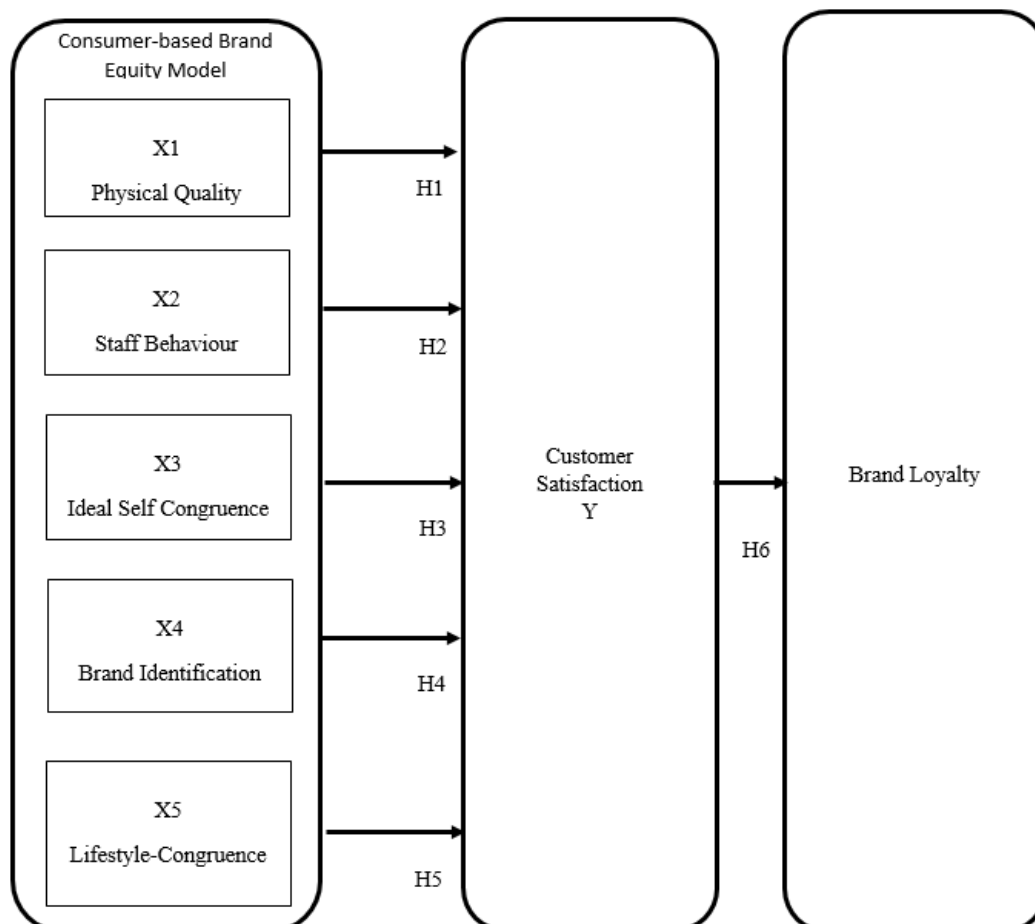 Consumer-based Brand
Equity Model
X1
Physical Quality
H1
X2
Staff Behaviour
H2
X3
Ideal Self Congruence
H3
X4
Brand Identification
H4
X5
Lifestyle-Congruence
H5
Customer
Satisfaction
Y
H6
Brand Loyalty